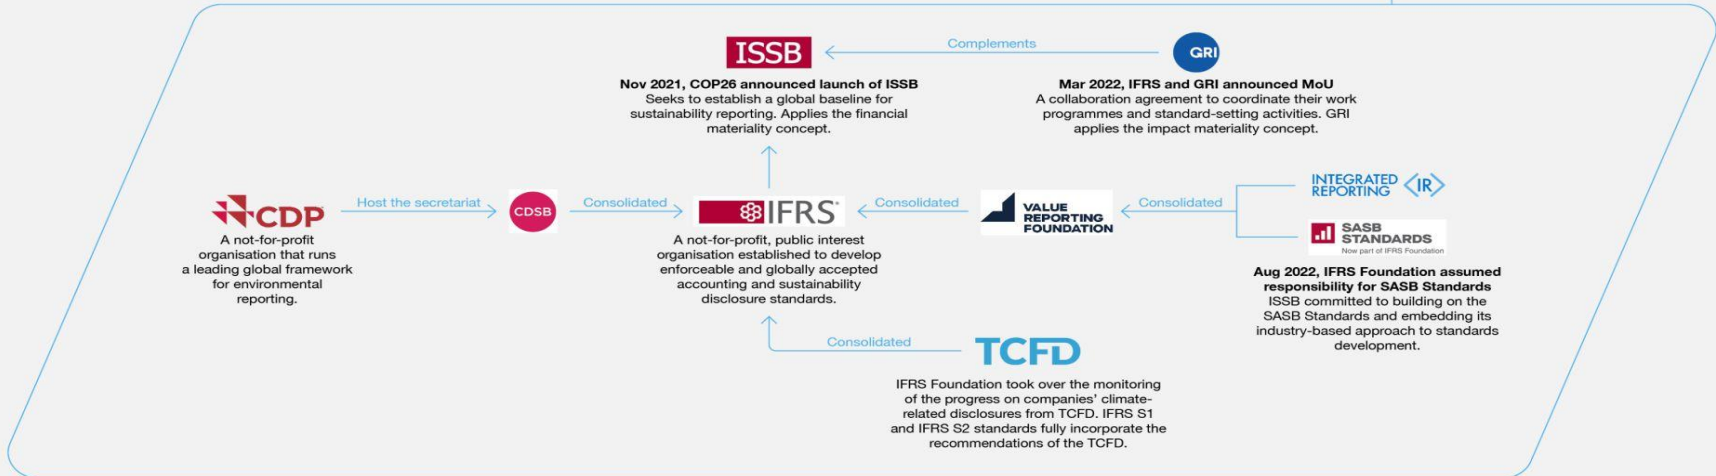 ISSB
Complements
GRI
Nov 2021, COP26 announced launch of ISSB
Seeks to establish a global baseline for
sustainability reporting. Applies the financial
materiality concept.
Mar 2022, IFRS and GRI announced MoU
A collaboration agreement to coordinate their work
programmes and standard-setting activities. GRI
applies the impact materiality concept.
CDP
Host the secretariat
CDSB
Consolidated
IFRS
Consolidated
VALUE
REPORTING
FOUNDATION
Consolidated
INTEGRATED
REPORTING <IR>
SASB
STANDARDS
Now part of IFRS Foundation
A not-for-profit
organisation that runs
a leading global framework
for environmental
reporting.
A not-for-profit, public interest
organisation established to develop
enforceable and globally accepted
accounting and sustainability
disclosure standards.
Aug 2022, IFRS Foundation assumed
responsibility for SASB Standards
ISSB committed to building on the
SASB Standards and embedding its
industry-based approach to standards
development.
Consolidated
TCFD
IFRS Foundation took over the monitoring
of the progress on companies’ climate-
related disclosures from TCFD. IFRS S1
and IFRS S2 standards fully incorporate the
recommendations of the TCFD.